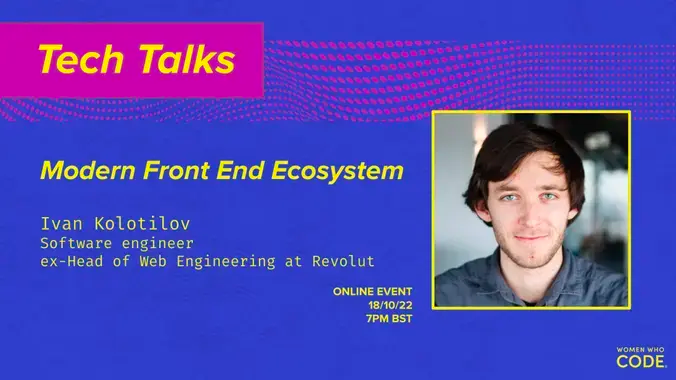 Tech Talks
Modern Front End Ecosystem
Ivan Kolotilov
Software engineer
ex-Head of Web Engineering at Revolut
ONLINE EVENT
18/10/22
7PM BST
WOMEN WHO
CODE®